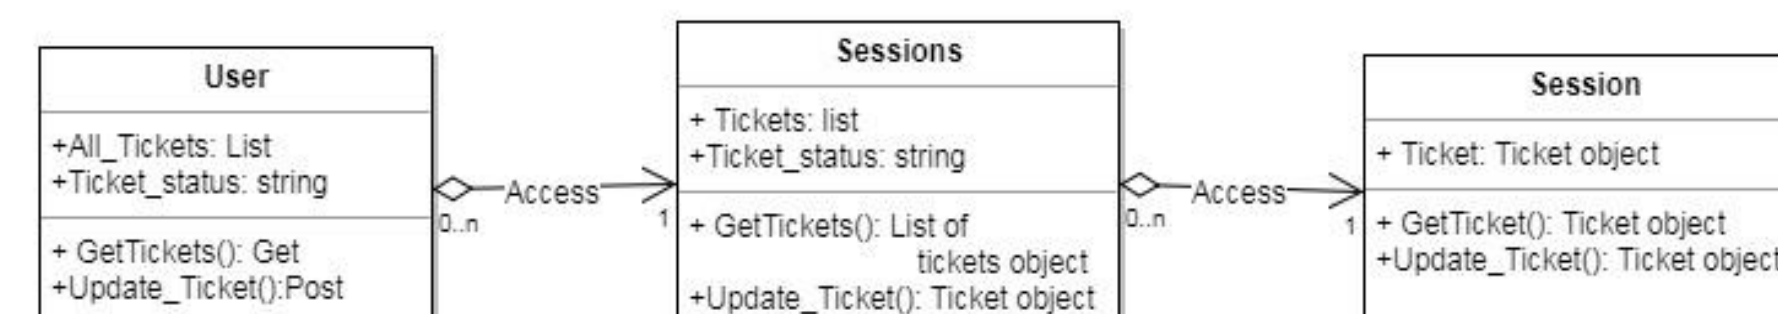 User
+All_Tickets: List
+Ticket_status: string
+ GetTickets(): Get
+Update_Ticket():Post
Access
0..n
1
Sessions
+ Tickets: list
+Ticket_status: string
+ GetTickets(): List of
tickets object
+Update_Ticket(): Ticket object
Access
0..n
1
Session
+ Ticket: Ticket object
+ GetTicket(): Ticket object
+Update_Ticket(): Ticket object